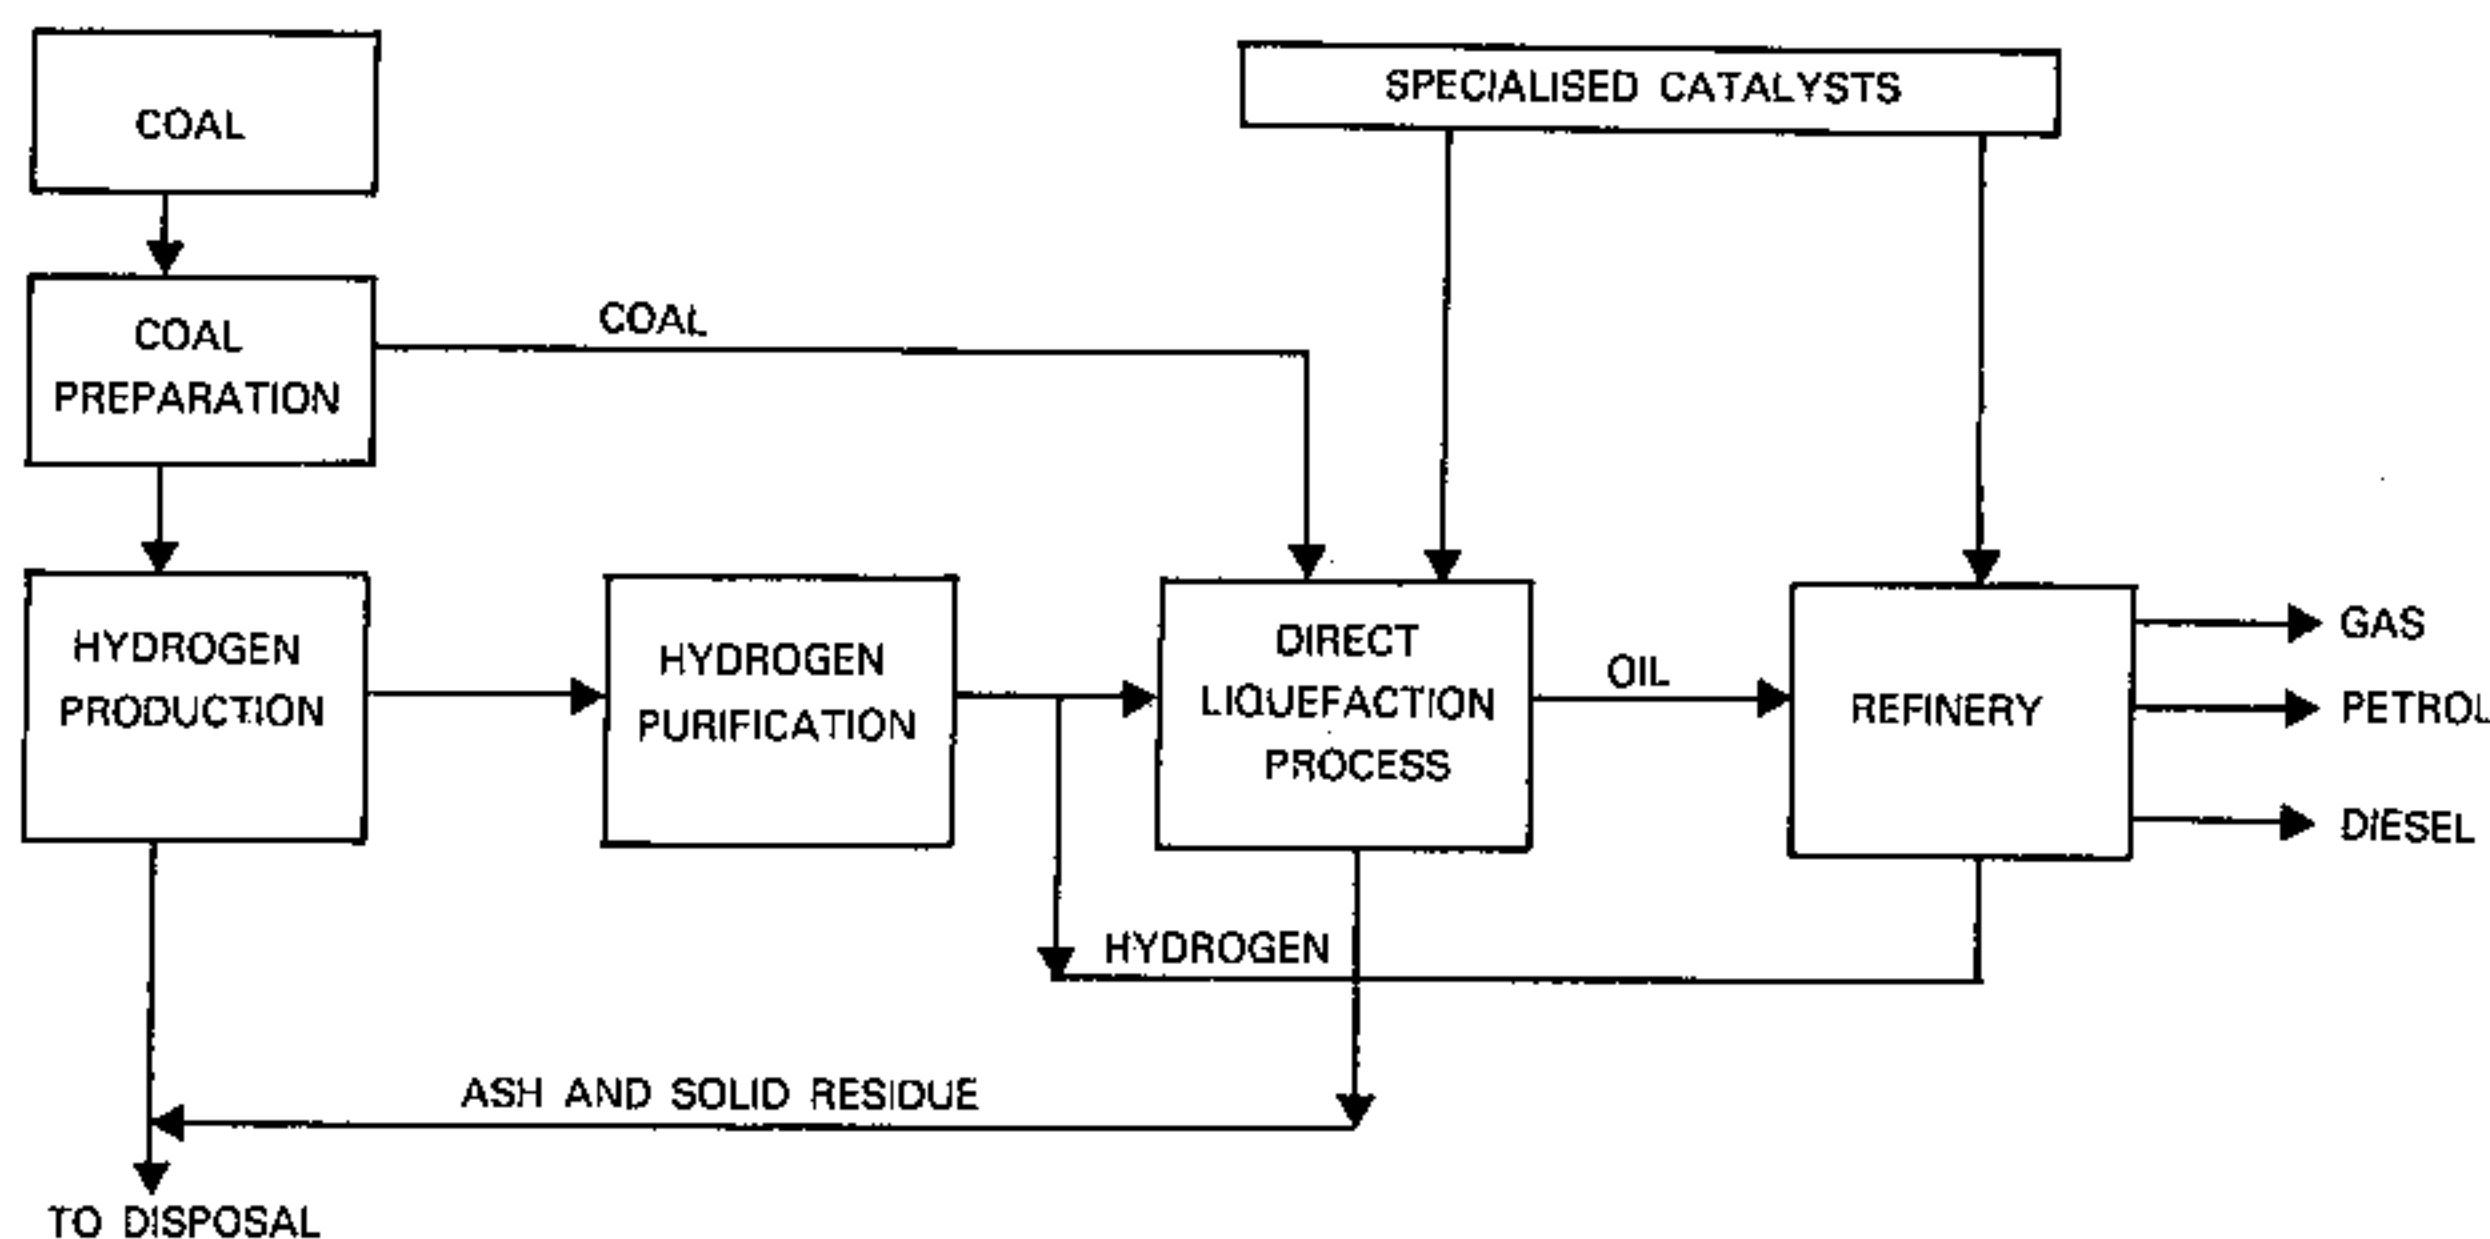 COAL
SPECIALISED CATALYSTS
COAL
PREPARATION
COAL
HYDROGEN
PRODUCTION
HYDROGEN
PURIFICATION
DIRECT
LIQUEFACTION
PROCESS
OIL
REFINERY
GAS
PETROL
DIESEL
HYDROGEN
ASH AND SOLID RESIDUE
TO DISPOSAL